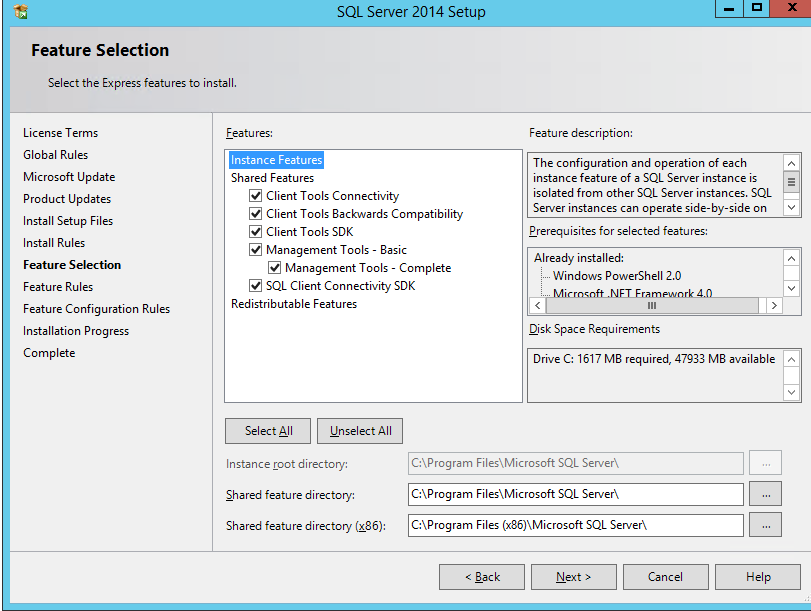 SQL Server 2014 Setup
Feature Selection
Select the Express features to install.
License Terms
Global Rules
Microsoft Update
Product Updates
Install Setup Files
Install Rules
Feature Selection
Feature Rules
Feature Configuration Rules
Installation Progress
Complete
Features:
Instance Features
Shared Features
Client Tools Connectivity
Client Tools Backwards Compatibility
Client Tools SDK
Management Tools - Basic
Management Tools - Complete
SQL Client Connectivity SDK
Redistributable Features
Feature description:
The configuration and operation of each
instance feature of a SQL Server instance is
isolated from other SQL Server instances. SQL
Server instances can operate side-by-side on
Prerequisites for selected features:
Already installed:
Windows PowerShell 2.0
Microsoft .NET Framework 4.0
Disk Space Requirements
Drive C: 1617 MB required, 47933 MB available
Select All
Unselect All
Instance root directory:
C:\Program Files\Microsoft SQL Server\
...
Shared feature directory:
C:\Program Files\Microsoft SQL Server\
...
Shared feature directory (x86):
C:\Program Files (x86)\Microsoft SQL Server\
...
< Back
Next >
Cancel
Help